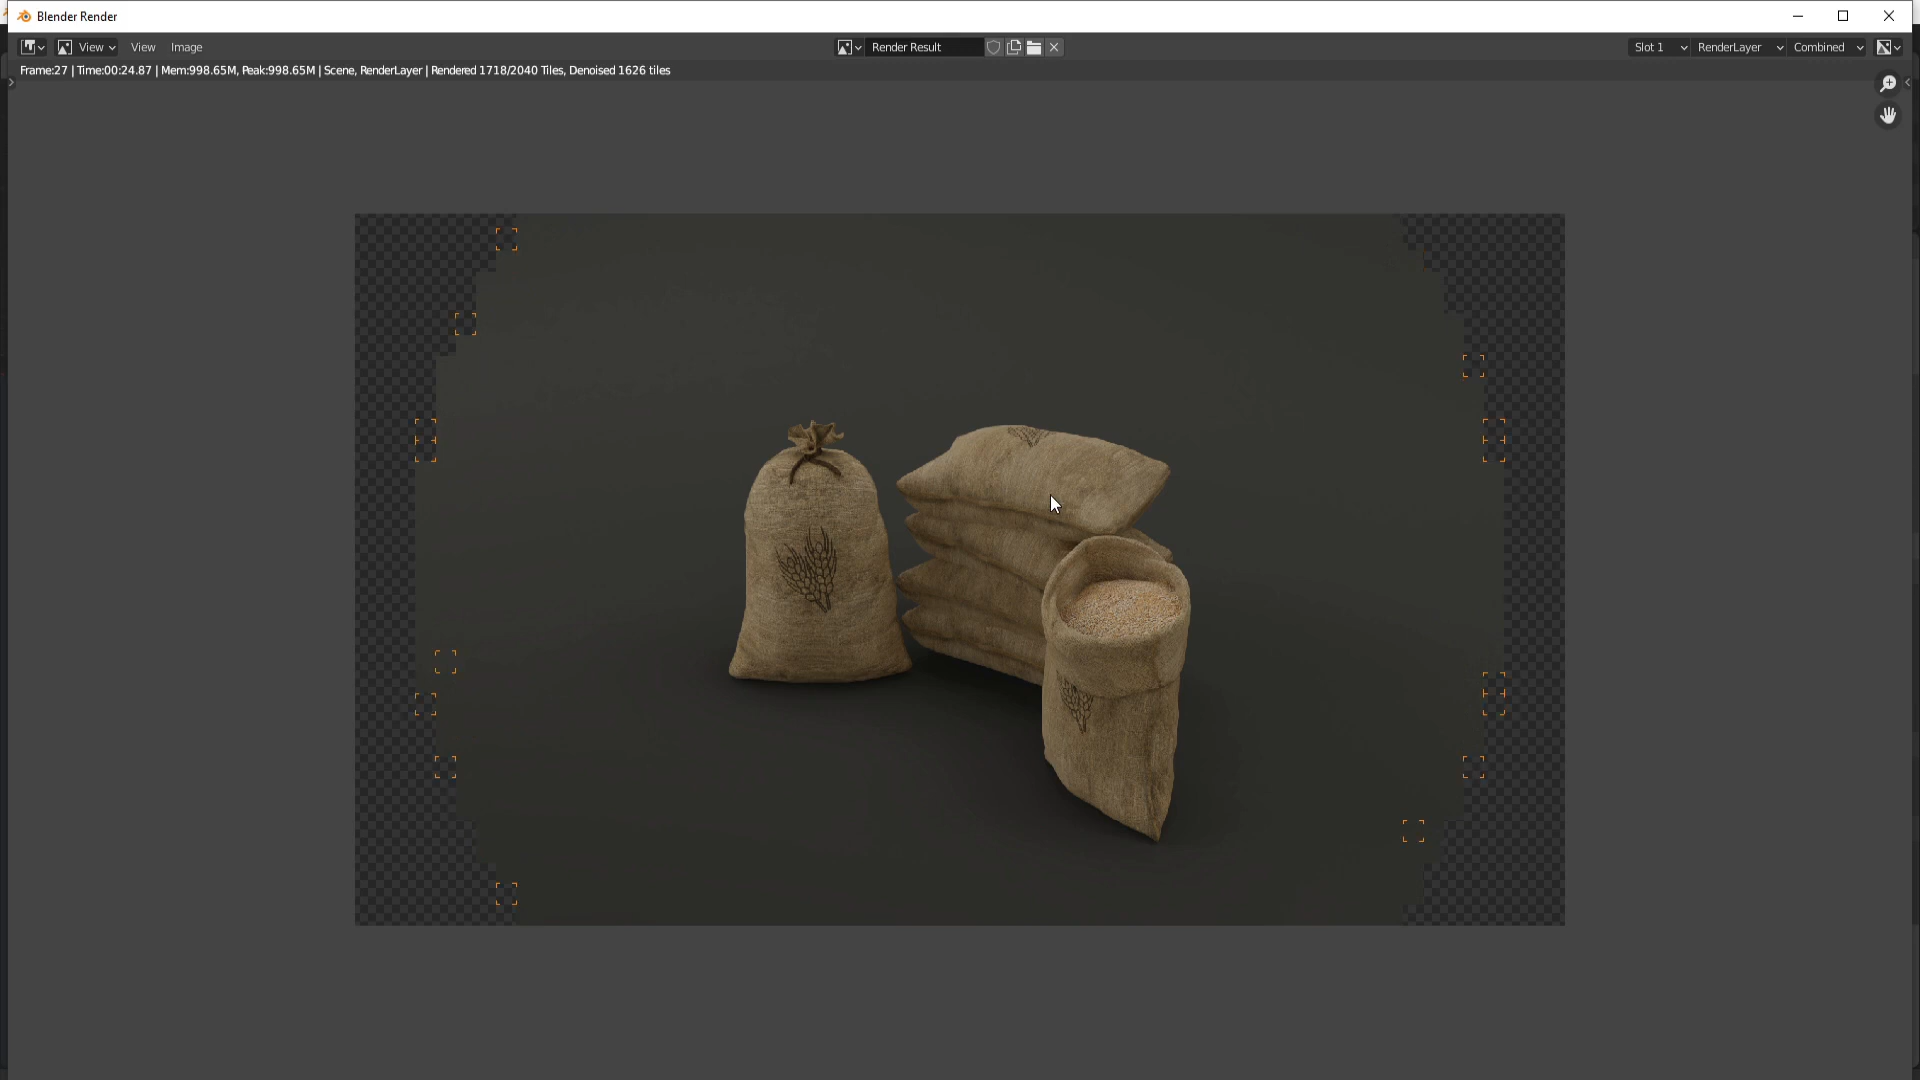 Blender Render
View View Image Render Result Slot 1 RenderLayer Combined
Frame:27 | Time:00:24.87 | Mem:998.65M, Peak:998.65M | Scene, RenderLayer | Rendered 1718/2040 Tiles, Denoised 1626 tiles